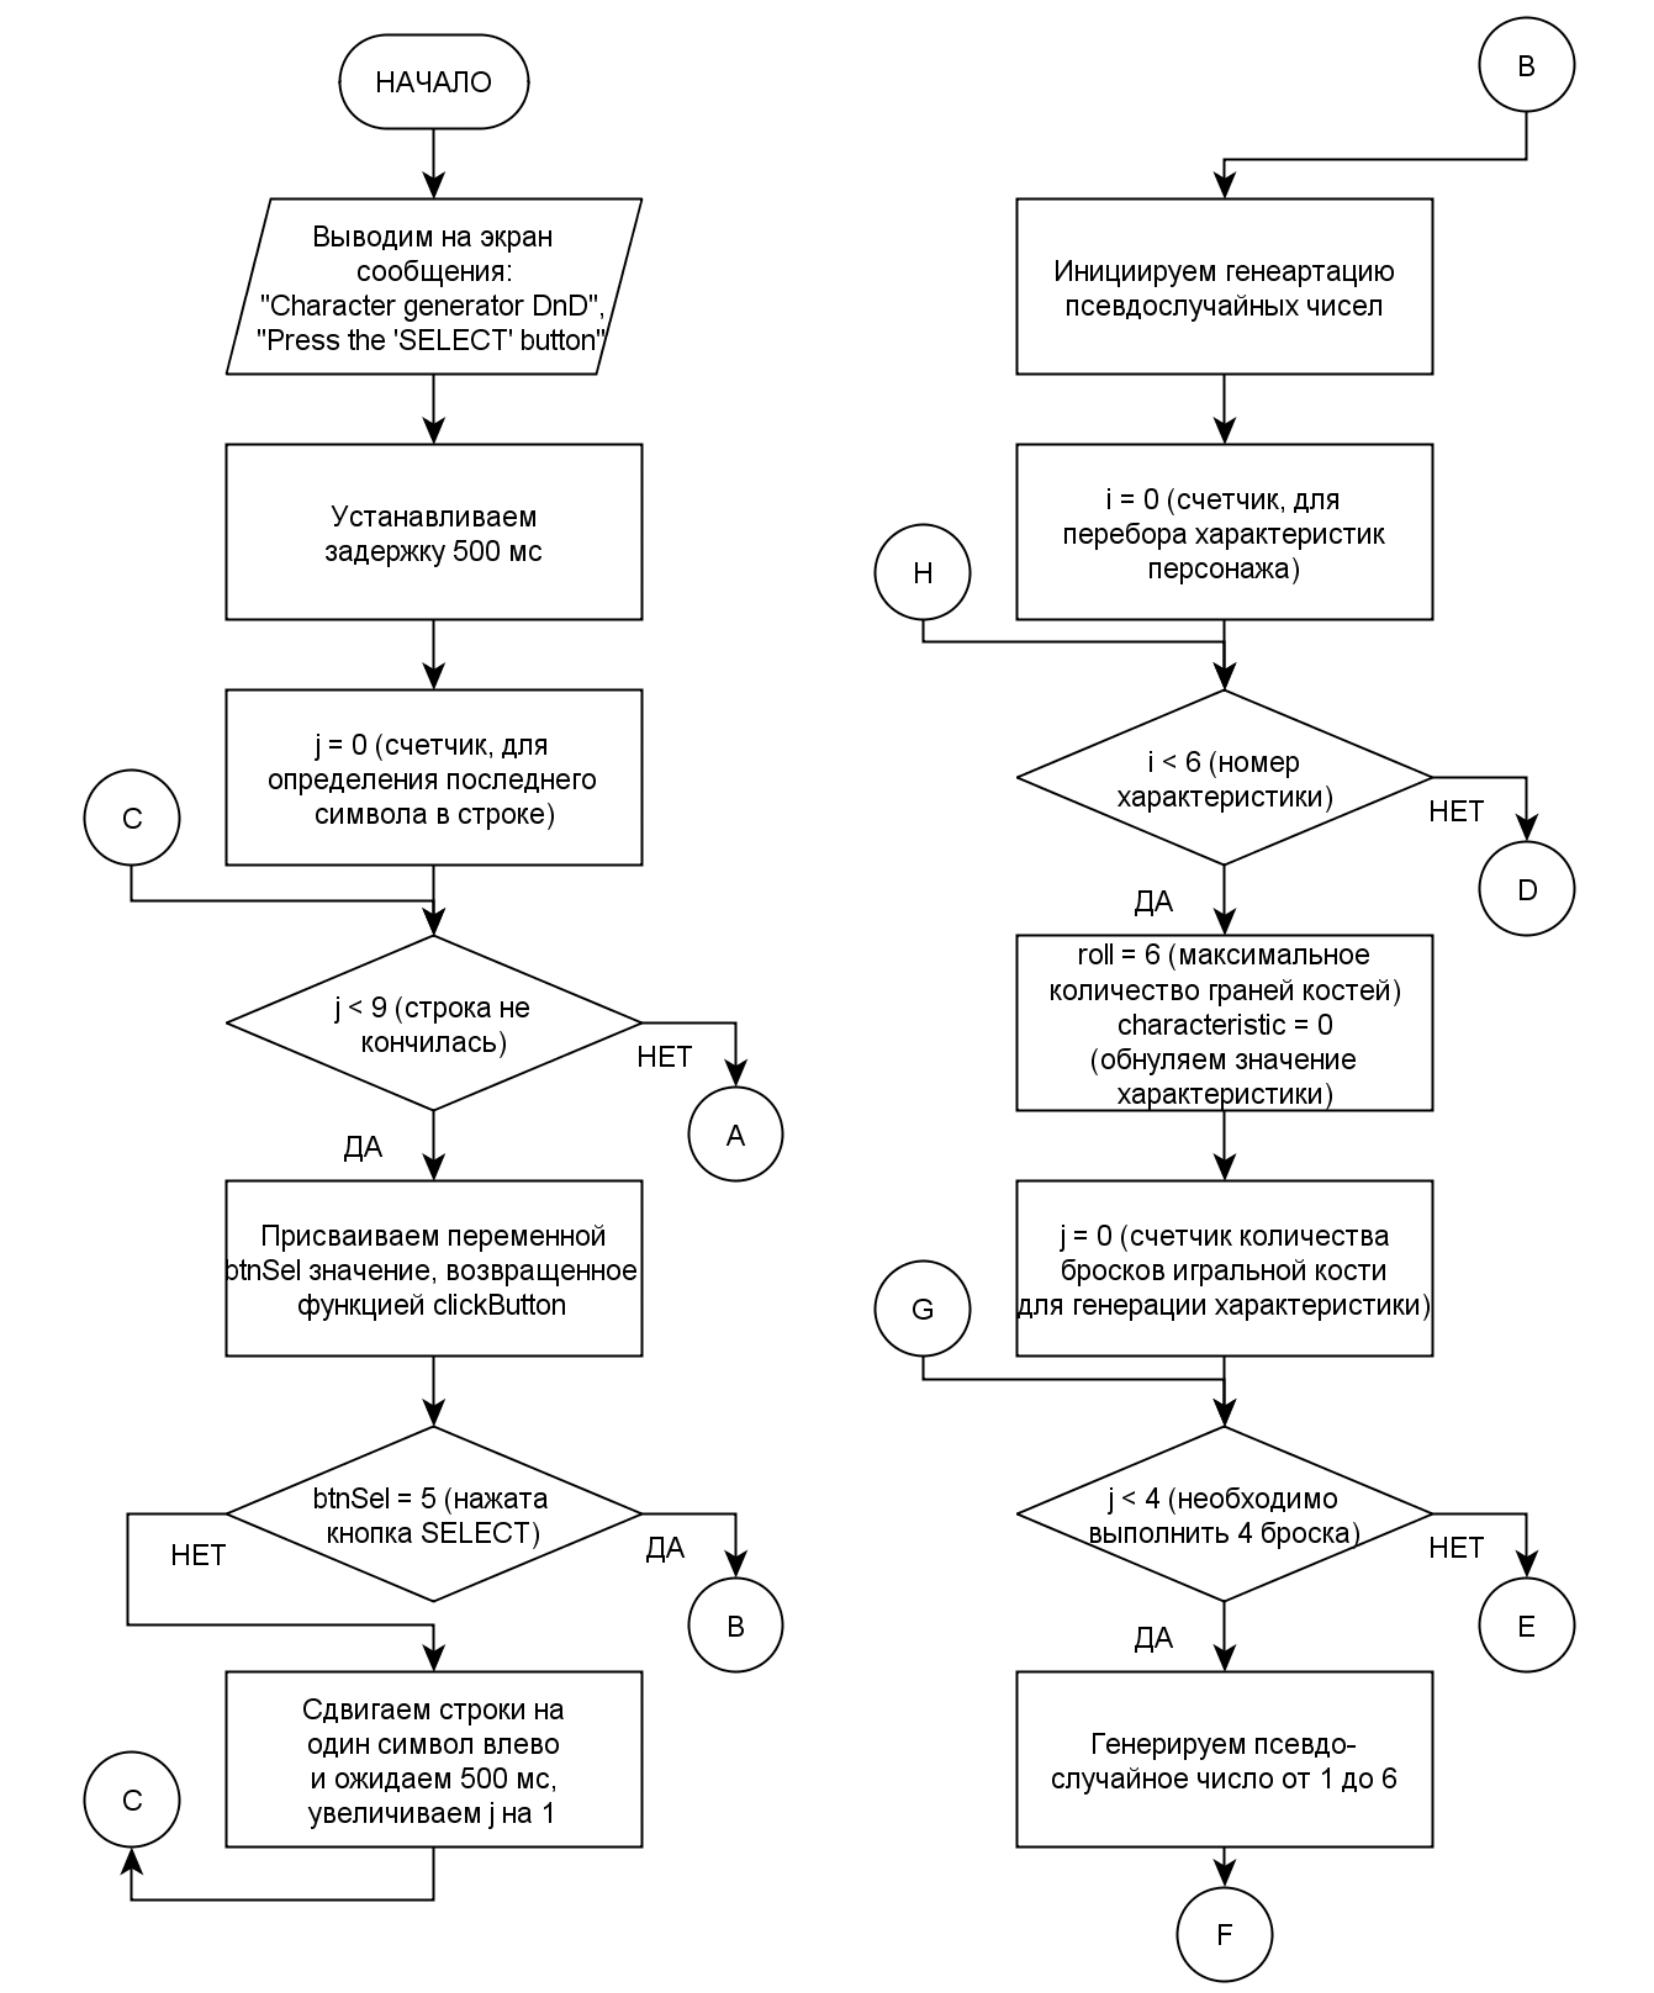 НАЧАЛО
Выводим на экран
сообщения:
"Character generator DnD",
"Press the 'SELECT' button"
Устанавливаем
задержку 500 мс
j = 0 (счетчик, для
определения последнего
символа в строке)
C
j < 9 (строка не
кончилась)
НЕТ
A
ДА
Присваиваем переменной
btnSel значение, возвращенное
функцией clickButton
btnSel = 5 (нажата
кнопка SELECT)
НЕТ
ДА
B
Сдвигаем строки на
один символ влево
и ожидаем 500 мс,
увеличиваем j на 1
C
B
Инициируем генеартацию
псевдослучайных чисел
i = 0 (счетчик, для
перебора характеристик
персонажа)
H
i < 6 (номер
характеристики)
НЕТ
D
ДА
roll = 6 (максимальное
количество граней костей)
characteristic = 0
(обнуляем значение
характеристики)
j = 0 (счетчик количества
бросков игральной кости
для генерации характеристики)
G
j < 4 (необходимо
выполнить 4 броска)
НЕТ
E
ДА
Генерируем псевдо-
случайное число от 1 до 6
F